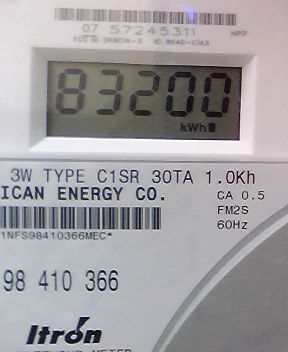 07 57245311
83200
kWh
3W TYPE C1SR 30TA 1.0Kh
ICAN ENERGY CO.
CA 0.5
FM2S
60Hz
1NFS98410366MEC*
98 410 366
Itron